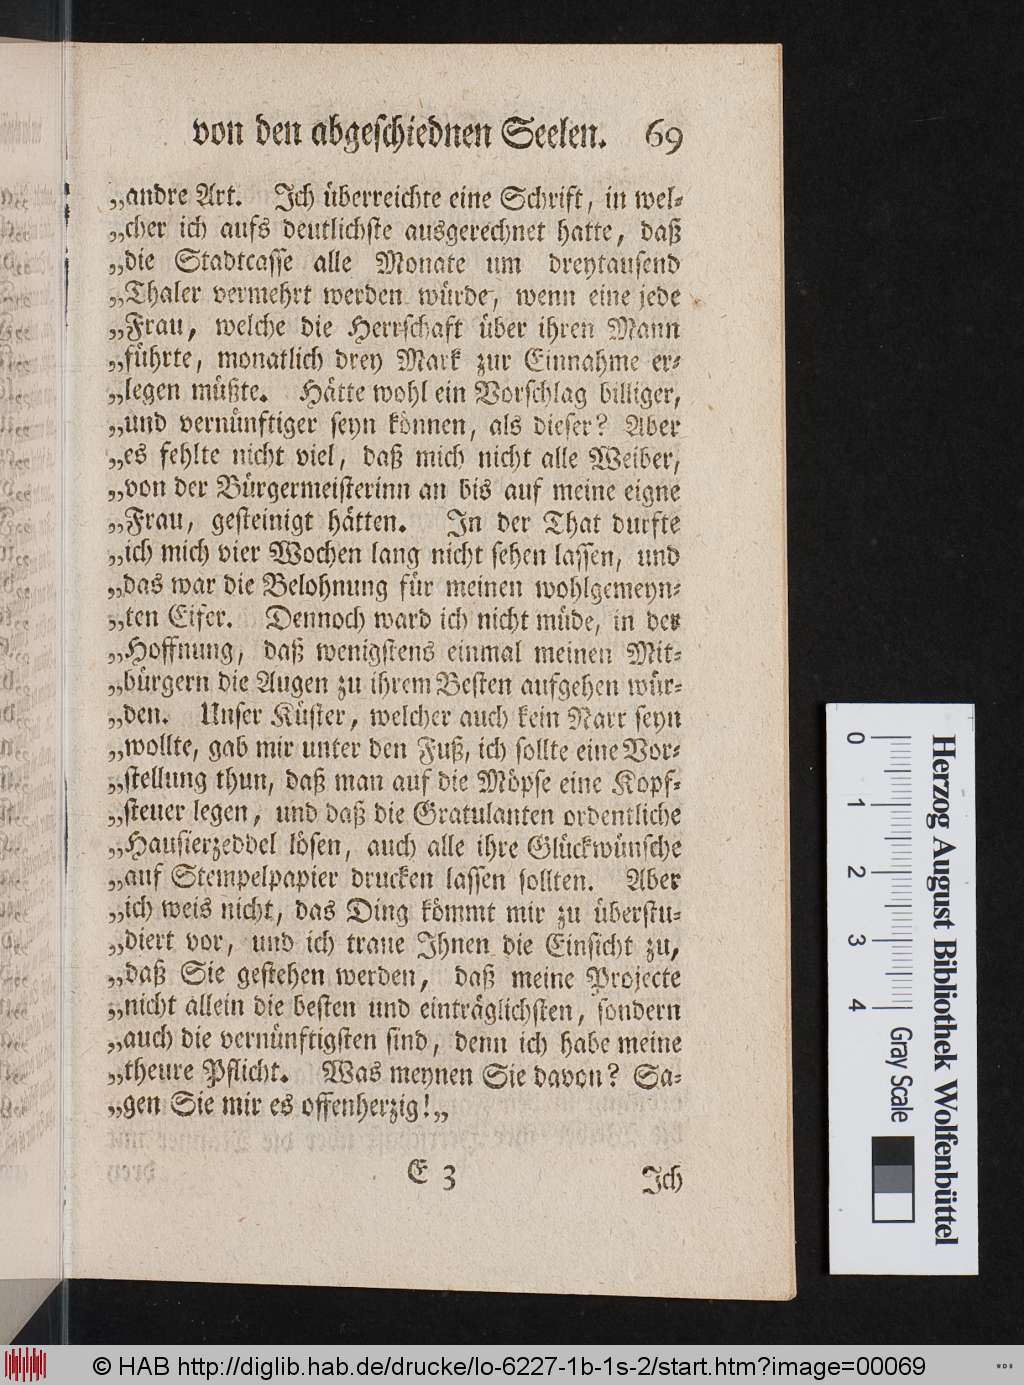 von den abgeschiednen Seelen. 69
„andre Art. Ich überreichte eine Schrift, in wel-
„cher ich aufs deutlichste ausgerechnet hatte, daß
„die Stadtcasse alle Monate um dreytausend
„Thaler vermehrt werden würde, wenn eine jede
„Frau, welche die Herrschaft über ihren Mann
„führte, monatlich drey Mark zur Einnahme er-
„legen müßte. Hätte wohl ein Vorschlag billiger,
„und vernünftiger seyn können, als dieser? Aber
„es fehlte nicht viel, daß mich nicht alle Weiber,
„von der Bürgermeisterinn an bis auf meine eigne
„Frau, gesteinigt hätten. In der That durfte
„ich mich vier Wochen lang nicht sehen lassen, und
„das war die Belohnung für meinen wohlgemeyn-
„ten Eifer. Dennoch ward ich nicht müde, in der
„Hoffnung, daß wenigstens einmal meinen Mit-
„bürgern die Augen zu ihrem Besten aufgehen wür-
„den. Unser Küster, welcher auch kein Narr seyn
„wollte, gab mir unter den Fuß, ich sollte eine Vor-
„stellung thun, daß man auf die Möpse eine Kopf-
„steuer legen, und daß die Gratulanten ordentliche
„Hausierzeddel lösen, auch alle ihre Glückwünsche
„auf Stempelpapier drucken lassen sollten. Aber
„ich weis nicht, das Ding kömmt mir zu überstu-
„diert vor, und ich traue Ihnen die Einsicht zu,
„daß Sie gestehen werden, daß meine Projecte
„nicht allein die besten und einträglichsten, sondern
„auch die vernünftigsten sind, denn ich habe meine
„theure Pflicht. Was meynen Sie davon? Sa-
„gen Sie mir es offenherzig!„
E 3 Ich
Herzog August Bibliothek Wolfenbüttel
0 1 2 3 4 Gray Scale
© HAB http://diglib.hab.de/drucke/lo-6227-1b-1s-2/start.htm?image=00069